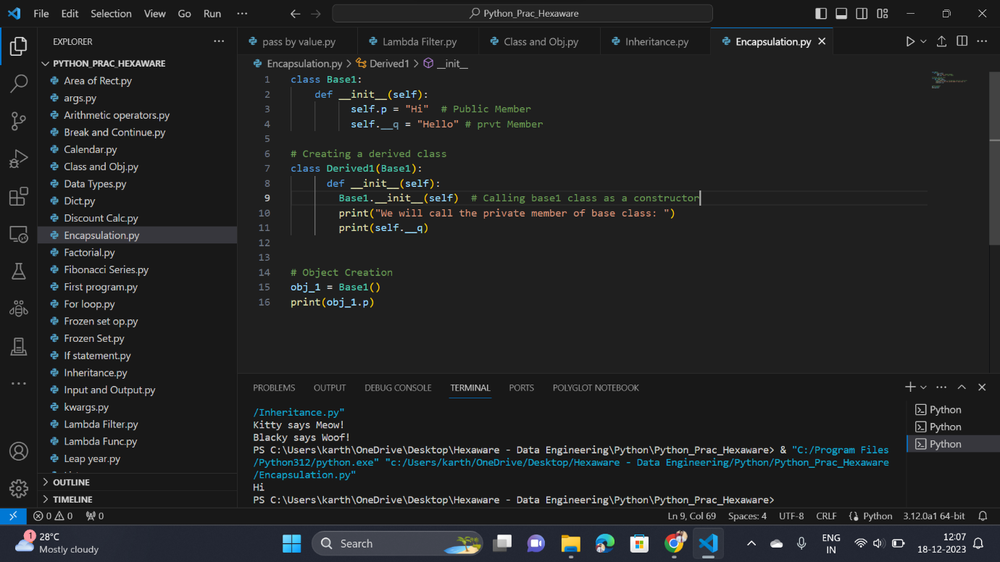 File Edit Selection View Go Run ··· Python_Prac_Hexaware
EXPLORER ···
PYTHON_PRAC_HEXAWARE
Area of Rect.py
args.py
Arithmetic operators.py
Break and Continue.py
Calendar.py
Class and Obj.py
Data Types.py
Dict.py
Discount Calc.py
Encapsulation.py
Factorial.py
Fibonacci Series.py
First program.py
For loop.py
Frozen set op.py
Frozen Set.py
If statement.py
Inheritance.py
Input and Output.py
kwargs.py
Lambda Filter.py
Lambda Func.py
Leap year.py
OUTLINE
TIMELINE
pass by value.py Lambda Filter.py Class and Obj.py Inheritance.py Encapsulation.py
Encapsulation.py > Derived1 > __init__
1 class Base1:
2 def __init__(self):
3 self.p = "Hi" # Public Member
4 self.__q = "Hello" # prvt Member
5
6 # Creating a derived class
7 class Derived1(Base1):
8 def __init__(self):
9 Base1.__init__(self) # Calling base1 class as a constructor
10 print("We will call the private member of base class: ")
11 print(self.__q)
12
13
14 # Object Creation
15 obj_1 = Base1()
16 print(obj_1.p)
PROBLEMS OUTPUT DEBUG CONSOLE TERMINAL PORTS POLYGLOT NOTEBOOK
/Inheritance.py"
Kitty says Meow!
Blacky says Woof!
PS C:\Users\karth\OneDrive\Desktop\Hexaware - Data Engineering\Python\Python_Prac_Hexaware> & "C:/Program Files
/Python312/python.exe" "c:/Users/karth/OneDrive/Desktop/Hexaware - Data Engineering/Python/Python_Prac_Hexaware
/Encapsulation.py"
Hi
PS C:\Users\karth\OneDrive\Desktop\Hexaware - Data Engineering\Python\Python_Prac_Hexaware>
Python
Python
Python
0 0 0 Ln 9, Col 69 Spaces: 4 UTF-8 CRLF Python 3.12.0a1 64-bit
1
28°C
Mostly cloudy
Search
ENG
IN
12:07
18-12-2023